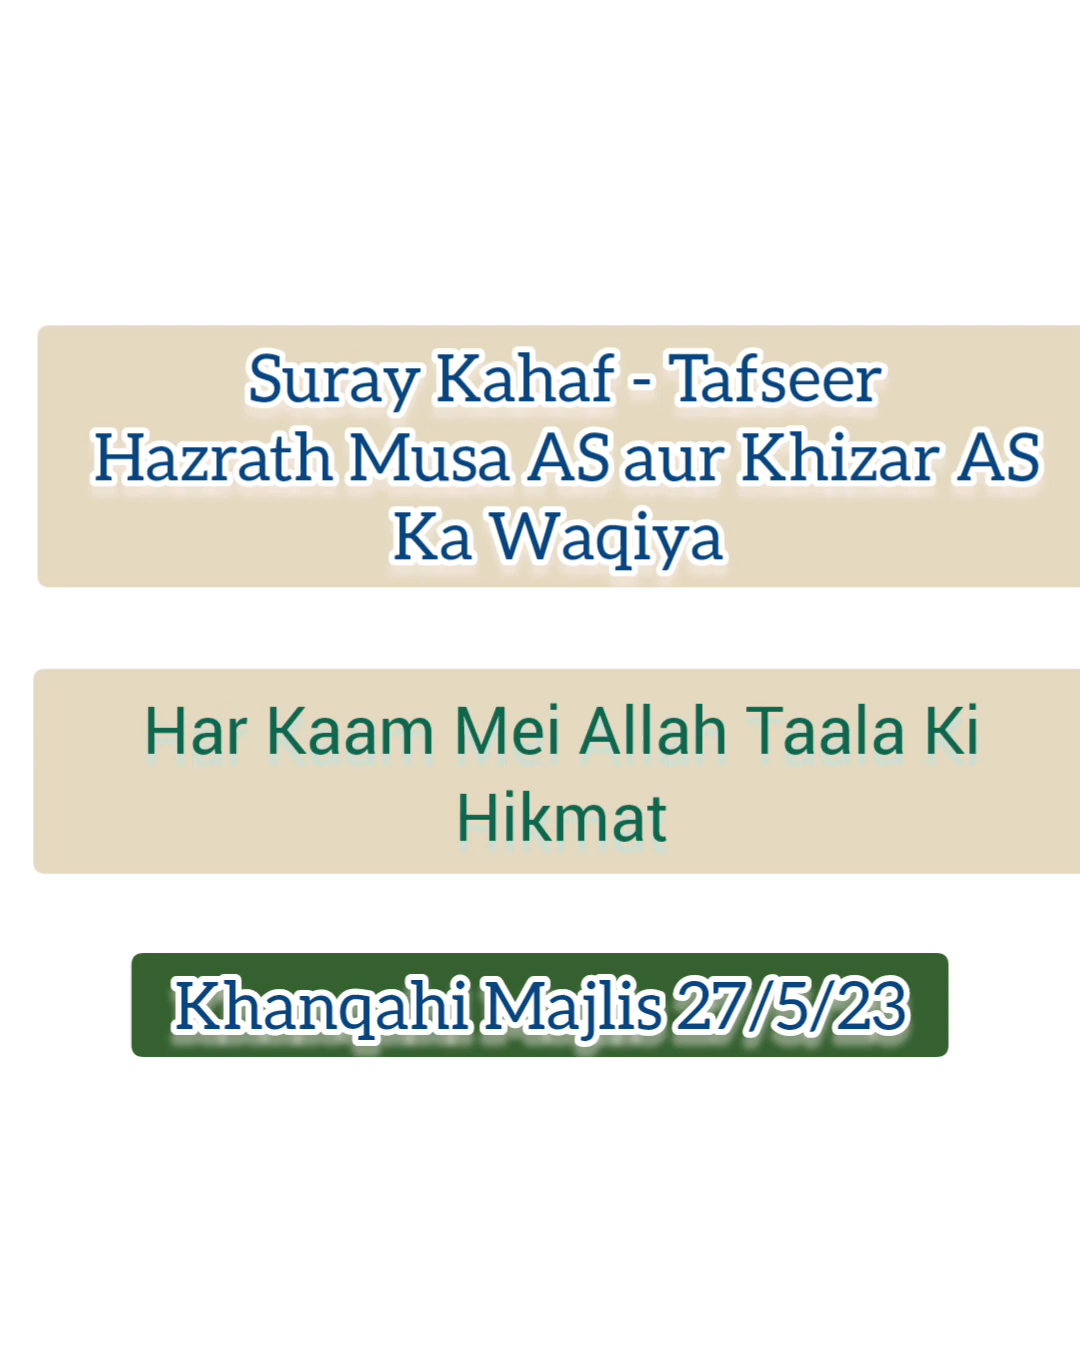 Suray Kahaf - Tafseer
Hazrath Musa AS aur Khizar AS
Ka Waqiya
Har Kaam Mei Allah Taala Ki
Hikmat
Khanqahi Majlis 27/5/23